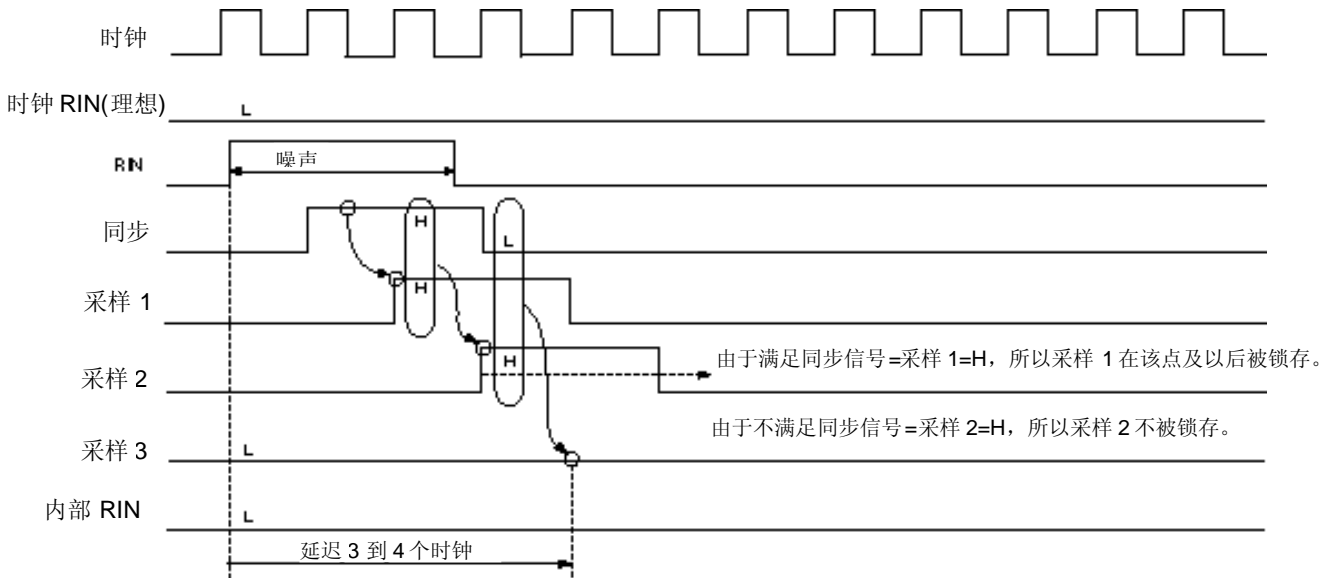 时钟
时钟 RIN(理想)
L
RIN
噪声
同步
H
L
采样 1
H
采样 2
H
由于满足同步信号=采样 1=H，所以采样 1 在该点及以后被锁存。
由于不满足同步信号=采样 2=H，所以采样 2 不被锁存。
采样 3
L
内部 RIN
L
延迟 3 到 4 个时钟